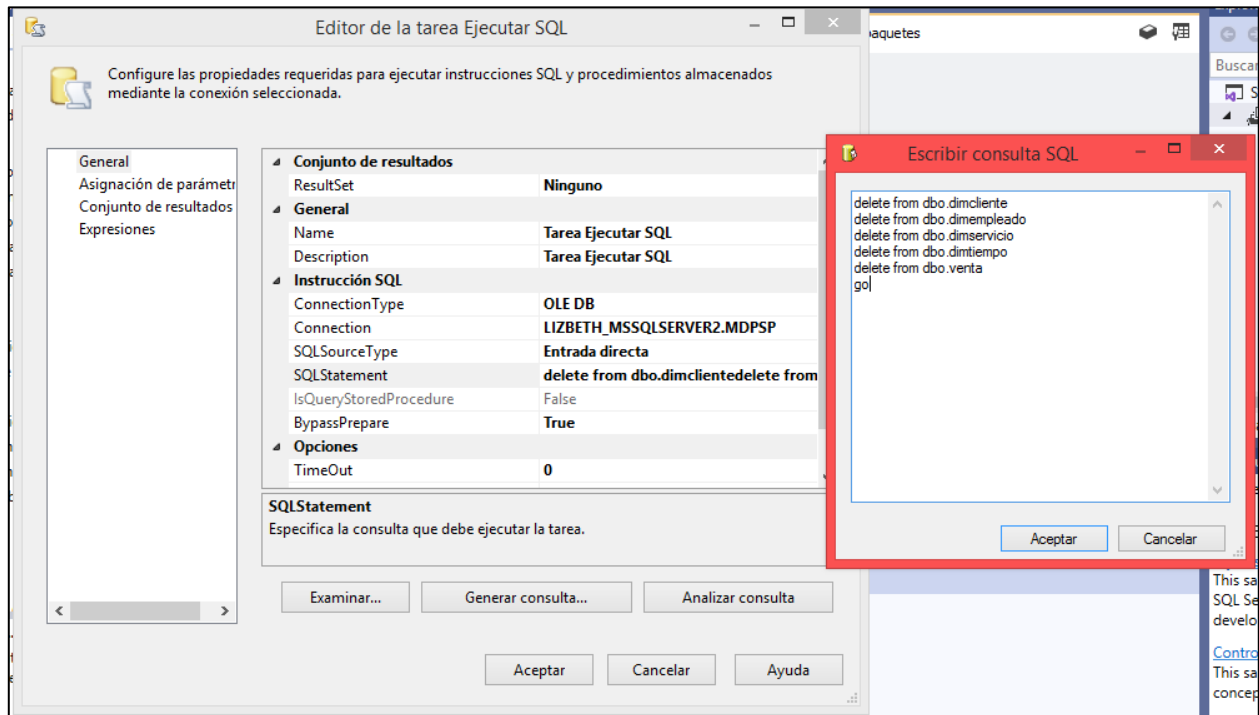 Editor de la tarea Ejecutar SQL
Configure las propiedades requeridas para ejecutar instrucciones SQL y procedimientos almacenados
mediante la conexión seleccionada.
General
Asignación de parámetr
Conjunto de resultados
Expresiones
Conjunto de resultados
ResultSet Ninguno
General
Name Tarea Ejecutar SQL
Description Tarea Ejecutar SQL
Instrucción SQL
ConnectionType OLE DB
Connection LIZBETH_MSSQLSERVER2.MDPSP
SQLSourceType Entrada directa
SQLStatement delete from dbo.dimclientedelete from
IsQueryStoredProcedure False
BypassPrepare True
Opciones
TimeOut 0
SQLStatement
Especifica la consulta que debe ejecutar la tarea.
Examinar... Generar consulta... Analizar consulta
Aceptar Cancelar Ayuda
aquetes
Buscar
Escribir consulta SQL
delete from dbo.dimcliente
delete from dbo.dimempleado
delete from dbo.dimservicio
delete from dbo.dimtiempo
delete from dbo.venta
go
Aceptar Cancelar
This sa
SQL Se
develo
Contro
This sa
concep